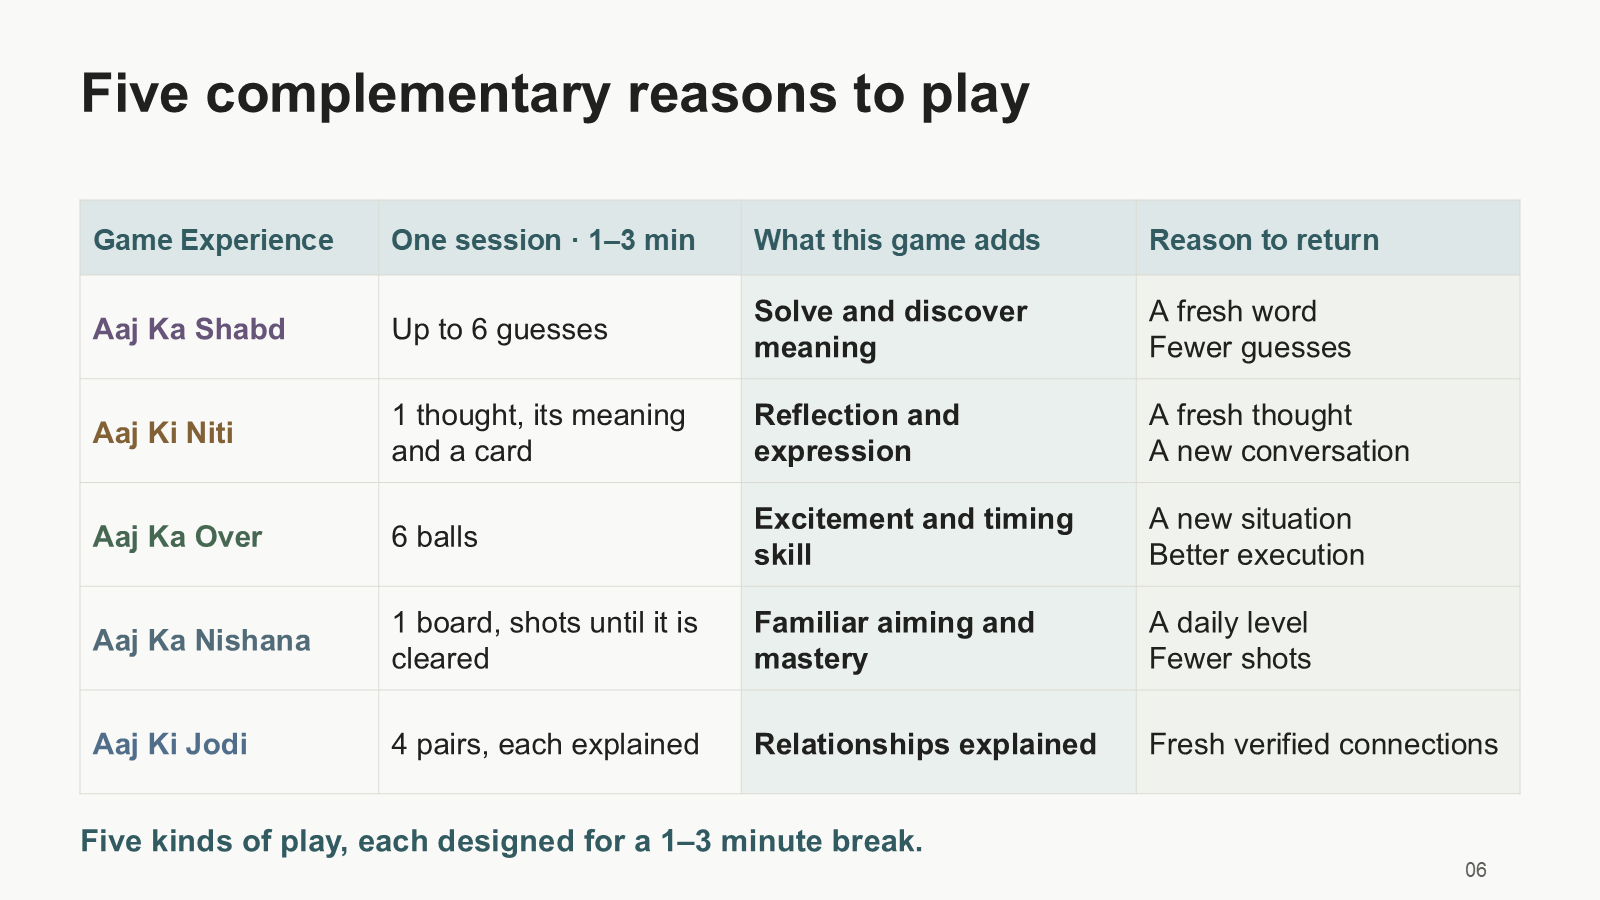 Five complementary reasons to play
Game Experience
One session · 1–3 min
What this game adds
Reason to return
Aaj Ka Shabd
Up to 6 guesses
Solve and discover
meaning
A fresh word
Fewer guesses
Aaj Ki Niti
1 thought, its meaning
and a card
Reflection and
expression
A fresh thought
A new conversation
Aaj Ka Over
6 balls
Excitement and timing
skill
A new situation
Better execution
Aaj Ka Nishana
1 board, shots until it is
cleared
Familiar aiming and
mastery
A daily level
Fewer shots
Aaj Ki Jodi
4 pairs, each explained
Relationships explained
Fresh verified connections
Five kinds of play, each designed for a 1–3 minute break.
06